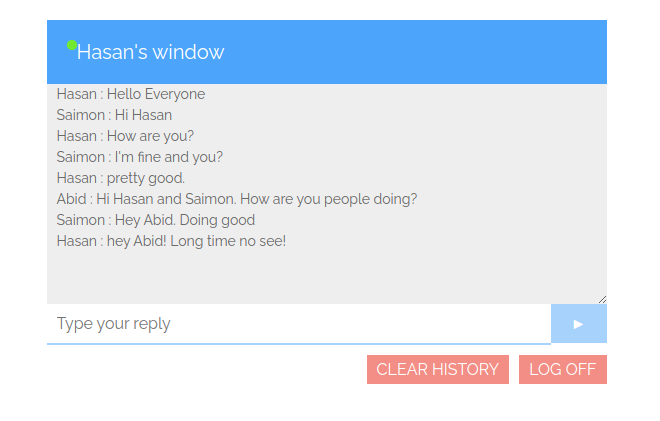 Hasan's window
Hasan : Hello Everyone
Saimon : Hi Hasan
Hasan : How are you?
Saimon : I'm fine and you?
Hasan : pretty good.
Abid : Hi Hasan and Saimon. How are you people doing?
Saimon : Hey Abid. Doing good
Hasan : hey Abid! Long time no see!
Type your reply
CLEAR HISTORY LOG OFF